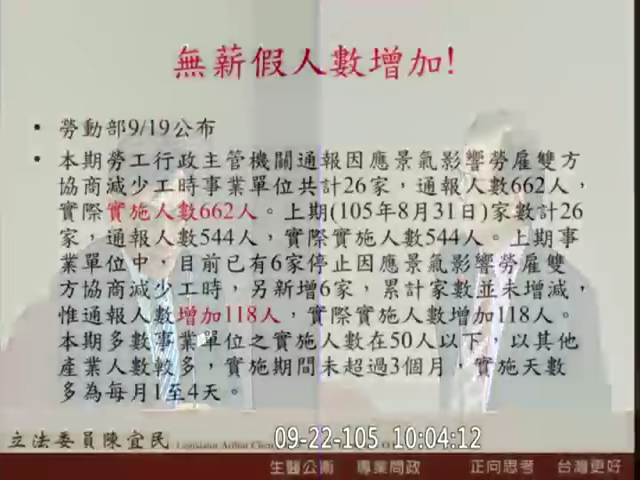 無薪假人數增加!
• 勞動部9/19公布
• 本期勞工行政主管機關通報因應景氣影響勞雇雙方
協商減少工時事業單位共計26家，通報人數662人，
實際實施人數662人。上期(105年8月31日)家數計26
家，通報人數544人，實際實施人數544人。上期事
業單位中，目前已有6家停止因應景氣影響勞雇雙
方協商減少工時，另新增6家，累計家數並未增減，
惟通報人數增加118人，實際實施人數增加118人。
本期多數事業單位之實施人數在50人以下，以其他
產業人數較多，實施期間未超過3個月，實施天數
多為每月1至4天。
立法委員陳宜民 Legislator Arthur Chen
09-22-105 10:04:12
生醫公衛 專業問政 正向思考 台灣更好